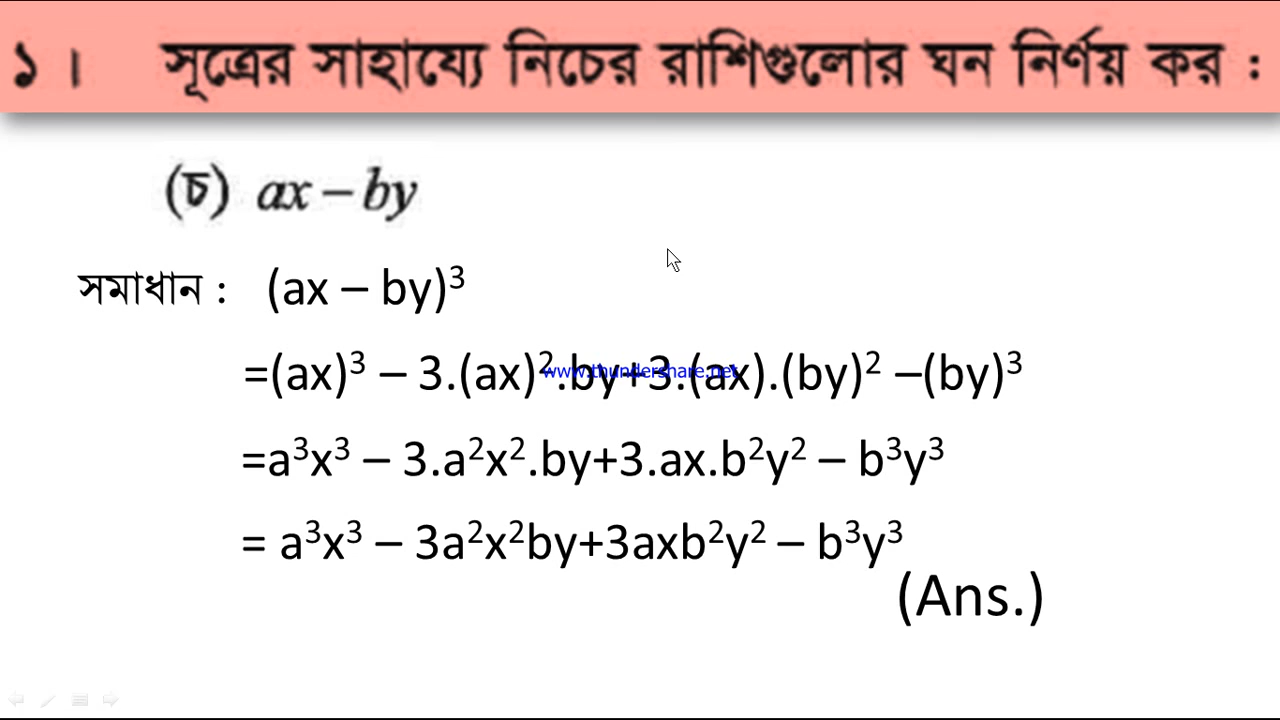 ১। সূত্রের সাহায্যে নিচের রাশিগুলোর ঘন নির্ণয় কর :
(চ) ax – by
সমাধান : (ax – by)³
=(ax)³ – 3.(ax)².by+3.(ax).(by)² –(by)³
www.thundershare.net
=a³x³ – 3.a²x².by+3.ax.b²y² – b³y³
= a³x³ – 3a²x²by+3axb²y² – b³y³
(Ans.)